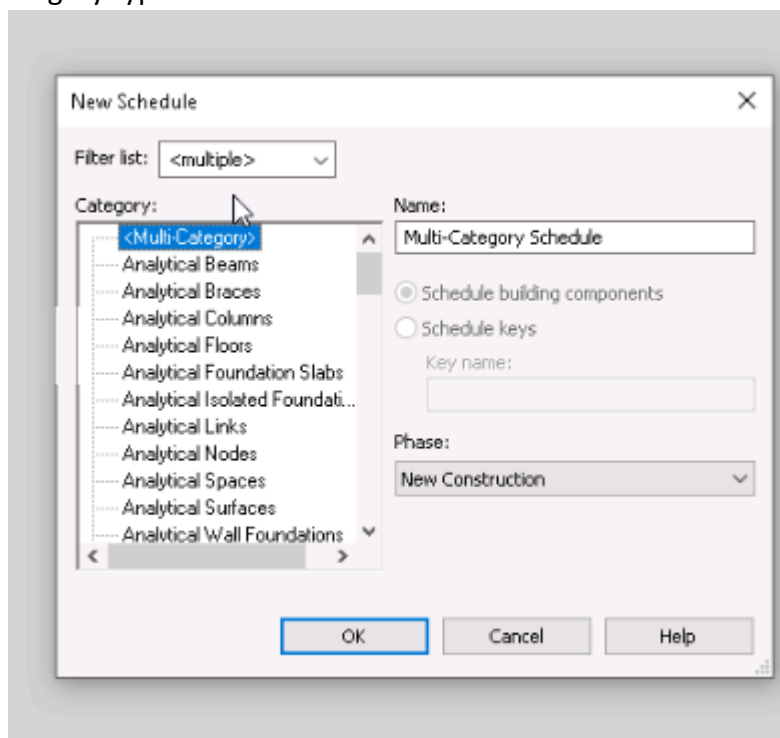 New Schedule
Filter list: <multiple>
Category:
<Multi-Category>
Analytical Beams
Analytical Braces
Analytical Columns
Analytical Floors
Analytical Foundation Slabs
Analytical Isolated Foundati...
Analytical Links
Analytical Nodes
Analytical Spaces
Analytical Surfaces
Analytical Wall Foundations
Name:
Multi-Category Schedule
Schedule building components
Schedule keys
Key name:
Phase:
New Construction
OK Cancel Help